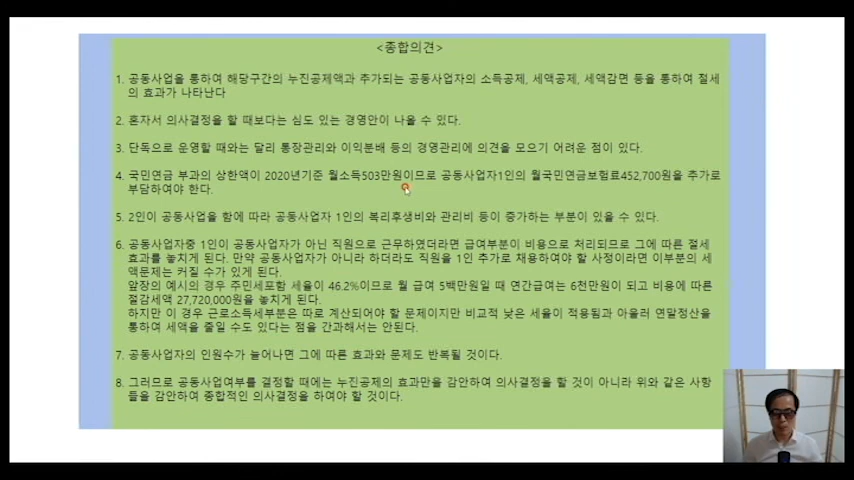 <종합의견>
1. 공동사업을 통하여 해당구간의 누진공제액과 추가되는 공동사업자의 소득공제, 세액공제, 세액감면 등을 통하여 절세
의 효과가 나타난다
2. 혼자서 의사결정을 할 때보다는 심도 있는 경영안이 나올 수 있다.
3. 단독으로 운영할 때와는 달리 통장관리와 이익분배 등의 경영관리에 의견을 모으기 어려운 점이 있다.
4. 국민연금 부과의 상한액이 2020년기준 월소득503만원이므로 공동사업자1인의 월국민연금보험료452,700원을 추가로
부담하여야 한다.
5. 2인이 공동사업을 함에 따라 공동사업자 1인의 복리후생비와 관리비 등이 증가하는 부분이 있을 수 있다.
6. 공동사업자중 1인이 공동사업자가 아닌 직원으로 근무하였더라면 급여부분이 비용으로 처리되므로 그에 따른 절세
효과를 놓치게 된다. 만약 공동사업자가 아니라 하더라도 직원을 1인 추가로 채용하여야 할 사정이라면 이부분의 세
액문제는 커질 수가 있게 된다.
앞장의 예시의 경우 주민세포함 세율이 46.2%이므로 월 급여 5백만원일 때 연간급여는 6천만원이 되고 비용에 따른
절감세액 27,720,000원을 놓치게 된다.
하지만 이 경우 근로소득세부분은 따로 계산되어야 할 문제이지만 비교적 낮은 세율이 적용됨과 아울러 연말정산을
통하여 세액을 줄일 수도 있다는 점을 간과해서는 안된다.
7. 공동사업자의 인원수가 늘어나면 그에 따른 효과와 문제도 반복될 것이다.
8. 그러므로 공동사업여부를 결정할 때에는 누진공제의 효과만을 감안하여 의사결정을 할 것이 아니라 위와 같은 사항
들을 감안하여 종합적인 의사결정을 하여야 할 것이다.